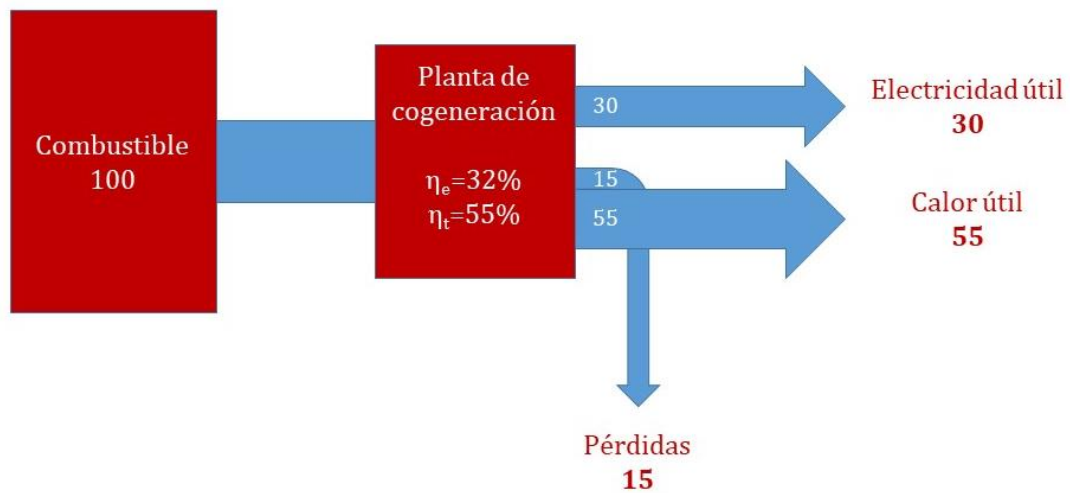 Combustible
100
Planta de
cogeneración
ηe=32%
ηt=55%
30
15
55
Electricidad útil
30
Calor útil
55
Pérdidas
15